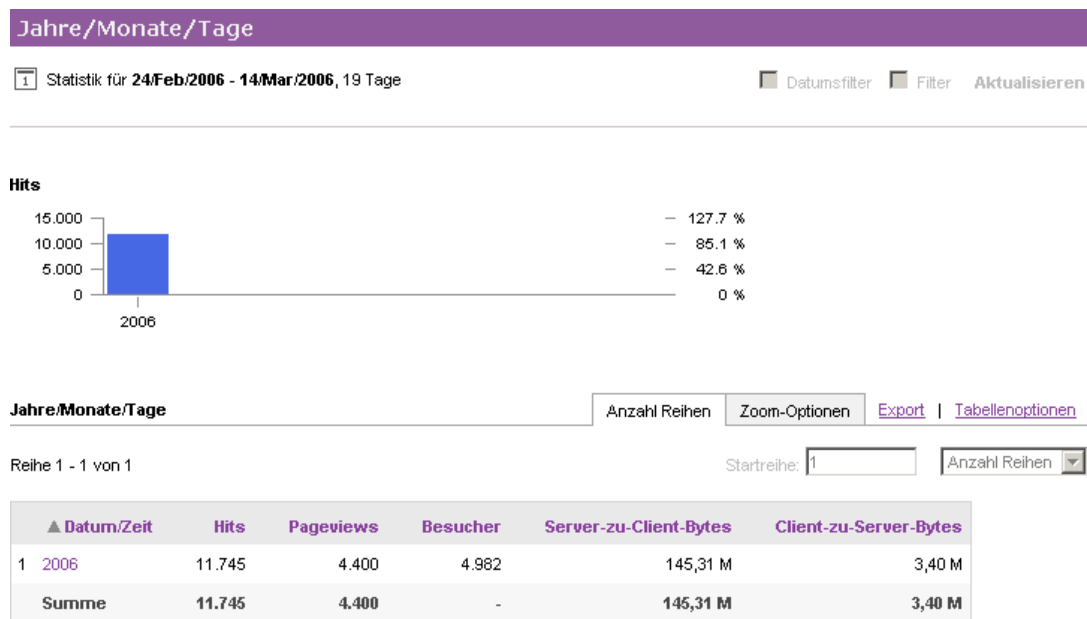 Jahre/Monate/Tage
1 Statistik für 24/Feb/2006 - 14/Mar/2006, 19 Tage Datumsfilter Filter Aktualisieren
Hits
15.000 127.7 %
10.000 85.1 %
5.000 42.6 %
0 0 %
2006
Jahre/Monate/Tage Anzahl Reihen Zoom-Optionen Export | Tabellenoptionen
Reihe 1 - 1 von 1 Startreihe: 1 Anzahl Reihen
Datum/Zeit Hits Pageviews Besucher Server-zu-Client-Bytes Client-zu-Server-Bytes
1 2006 11.745 4.400 4.982 145,31 M 3,40 M
Summe 11.745 4.400 - 145,31 M 3,40 M